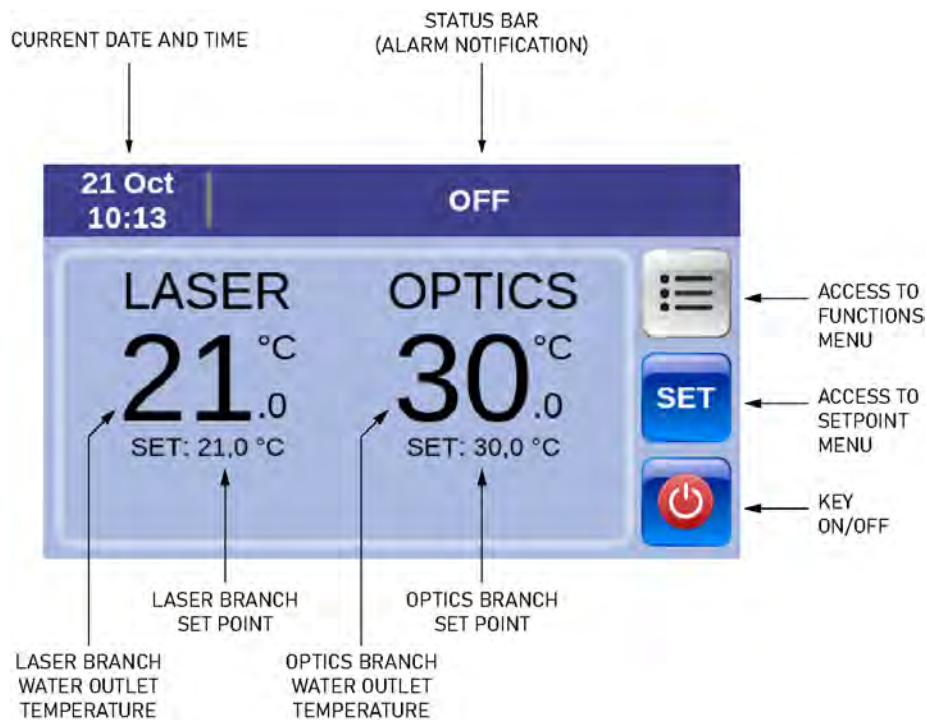 CURRENT DATE AND TIME
STATUS BAR
(ALARM NOTIFICATION)
21 Oct
10:13
OFF
LASER
21.0 °C
SET: 21,0 °C
OPTICS
30.0 °C
SET: 30,0 °C
ACCESS TO
FUNCTIONS
MENU
SET
ACCESS TO
SETPOINT
MENU
KEY
ON/OFF
LASER BRANCH
SET POINT
OPTICS BRANCH
SET POINT
LASER BRANCH
WATER OUTLET
TEMPERATURE
OPTICS BRANCH
WATER OUTLET
TEMPERATURE